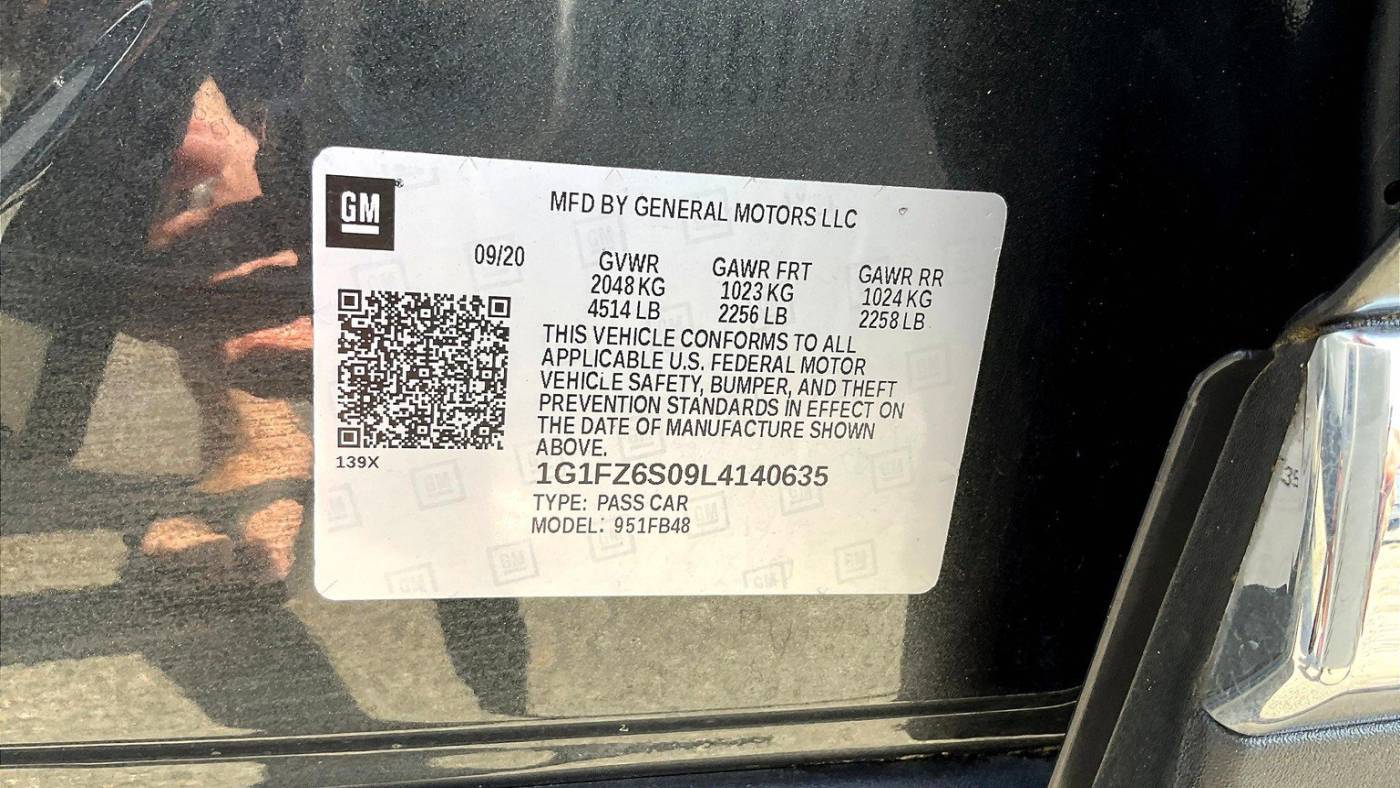 GM
MFD BY GENERAL MOTORS LLC
09/20
GVWR
2048 KG
4514 LB
GAWR FRT
1023 KG
2256 LB
GAWR RR
1024 KG
2258 LB
THIS VEHICLE CONFORMS TO ALL
APPLICABLE U.S. FEDERAL MOTOR
VEHICLE SAFETY, BUMPER, AND THEFT
PREVENTION STANDARDS IN EFFECT ON
THE DATE OF MANUFACTURE SHOWN
ABOVE.
139X
1G1FZ6S09L4140635
TYPE: PASS CAR
MODEL: 951FB48